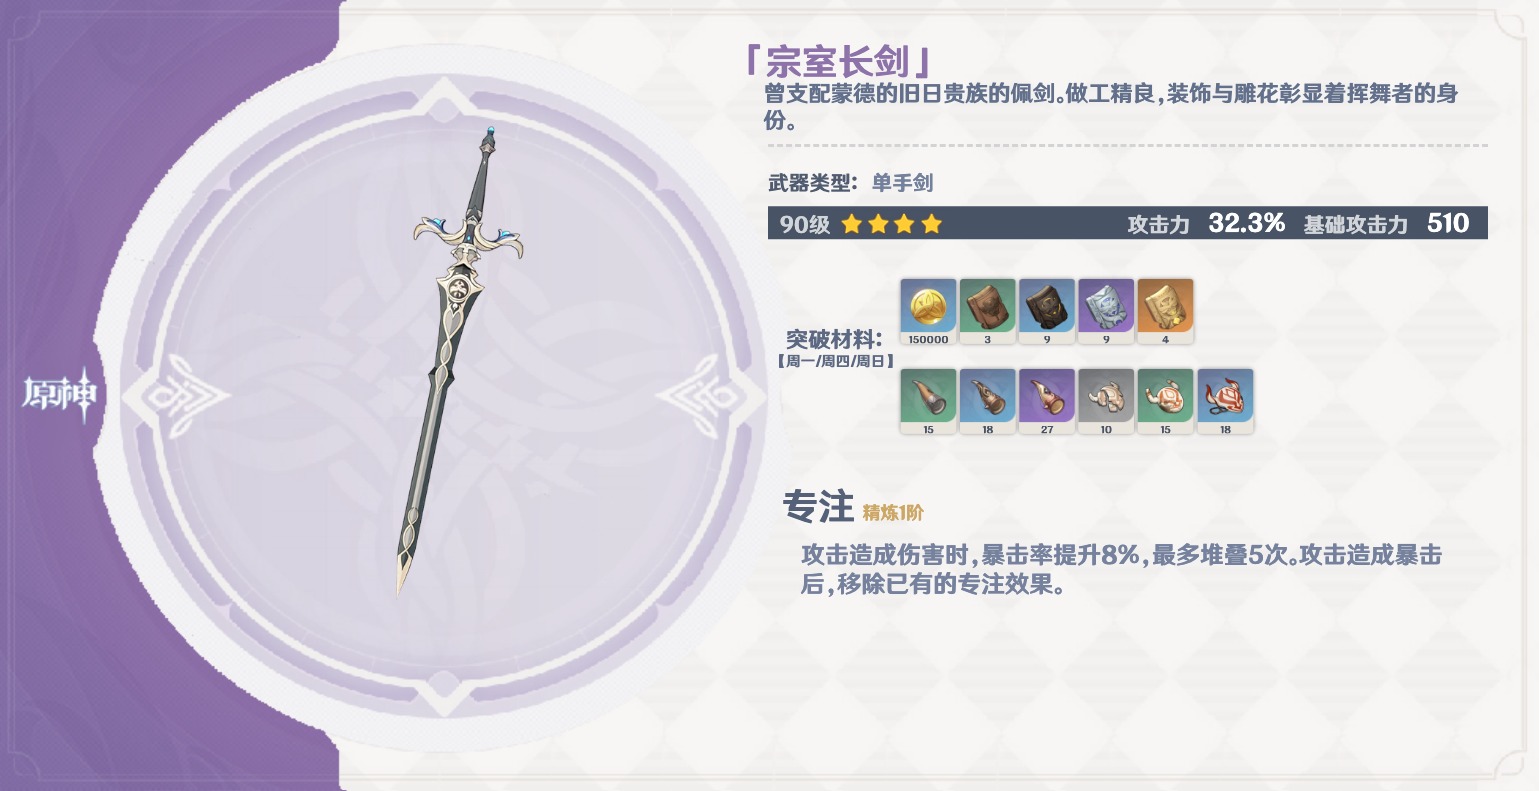 「宗室长剑」
曾支配蒙德的旧日贵族的佩剑。做工精良,装饰与雕花彰显着挥舞者的身
份。
武器类型: 单手剑
90级 攻击力 32.3% 基础攻击力 510
突破材料:
【周一/周四/周日】
150000 3 9 9 4
15 18 27 10 15 18
原神
专注 精炼1阶
攻击造成伤害时,暴击率提升8%,最多堆叠5次。攻击造成暴击
后,移除已有的专注效果。